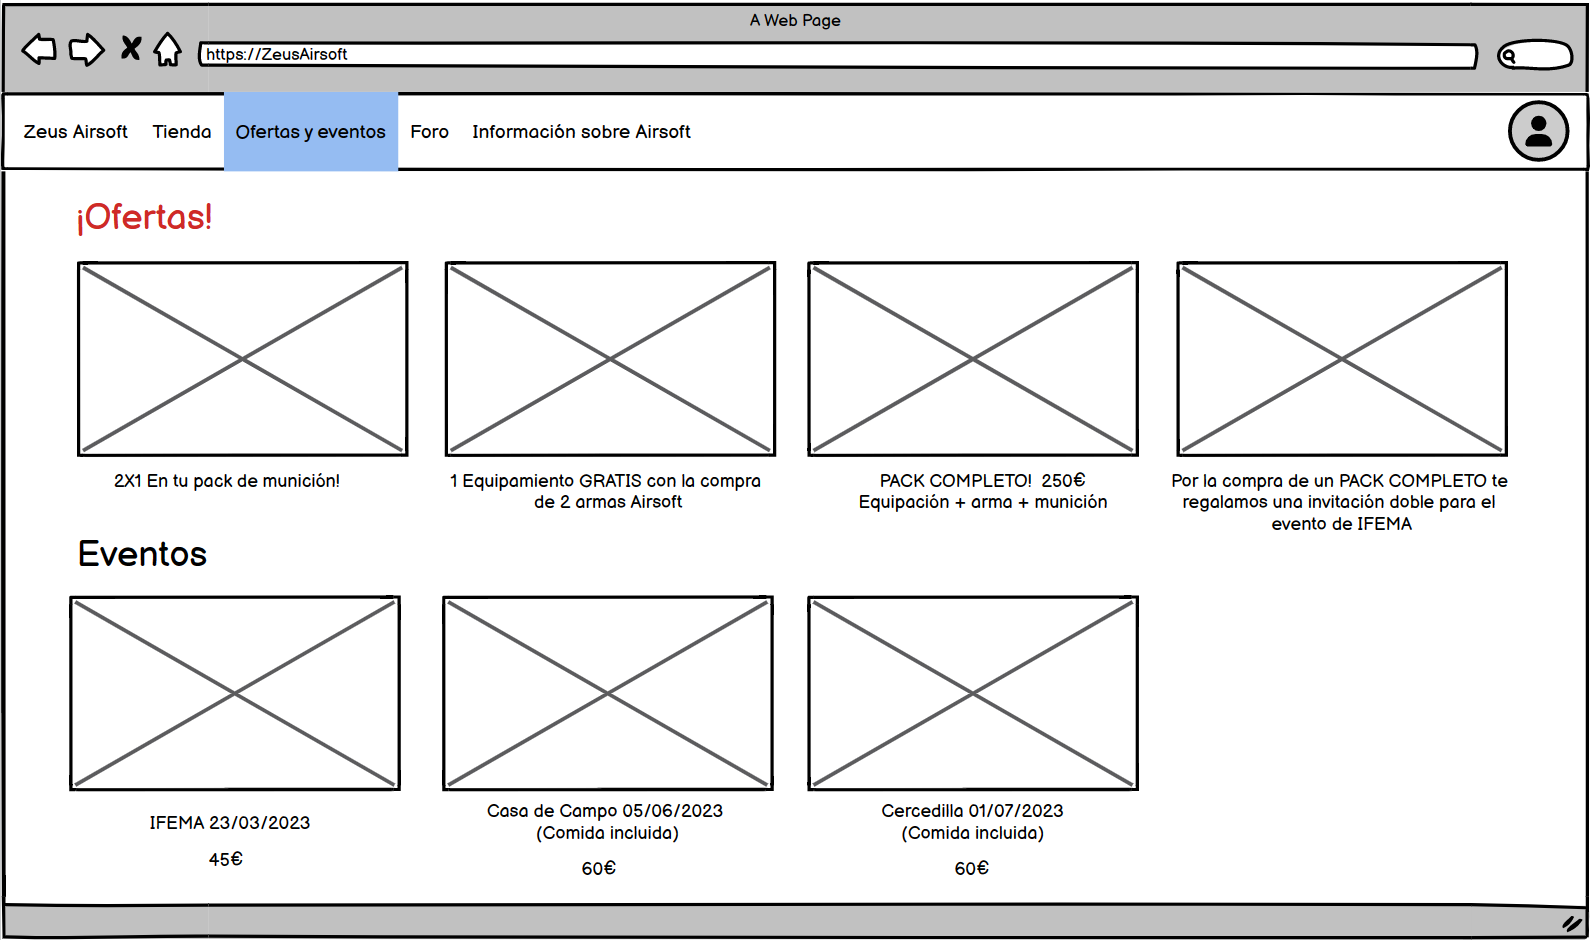 A Web Page
https://ZeusAirsoft
Zeus Airsoft
Tienda
Ofertas y eventos
Foro
Información sobre Airsoft
¡Ofertas!
2X1 En tu pack de munición!
1 Equipamiento GRATIS con la compra
de 2 armas Airsoft
PACK COMPLETO! 250€
Equipación + arma + munición
Por la compra de un PACK COMPLETO te
regalamos una invitación doble para el
evento de IFEMA
Eventos
IFEMA 23/03/2023
45€
Casa de Campo 05/06/2023
(Comida incluida)
60€
Cercedilla 01/07/2023
(Comida incluida)
60€